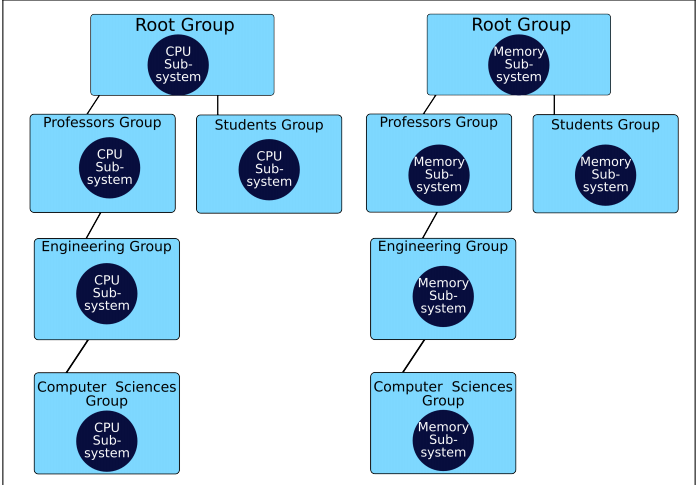 Root Group
CPU
Sub-
system
Professors Group
CPU
Sub-
system
Students Group
CPU
Sub-
system
Engineering Group
CPU
Sub-
system
Computer Sciences
Group
CPU
Sub-
system
Root Group
Memory
Sub-
system
Professors Group
Memory
Sub-
system
Students Group
Memory
Sub-
system
Engineering Group
Memory
Sub-
system
Computer Sciences
Group
Memory
Sub-
system